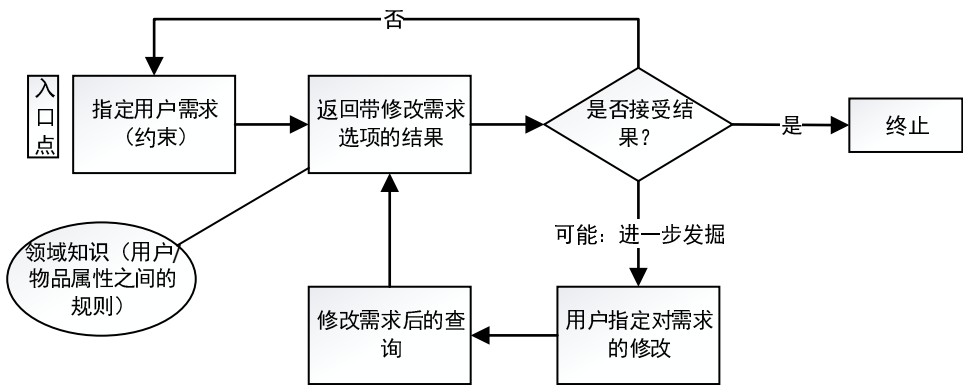 否
入
口
点
指定用户需求
（约束）
返回带修改需求
选项的结果
是否接受结
果？
是
终止
可能：进一步发掘
领域知识（用户/
物品属性之间的
规则）
修改需求后的查
询
用户指定对需求
的修改